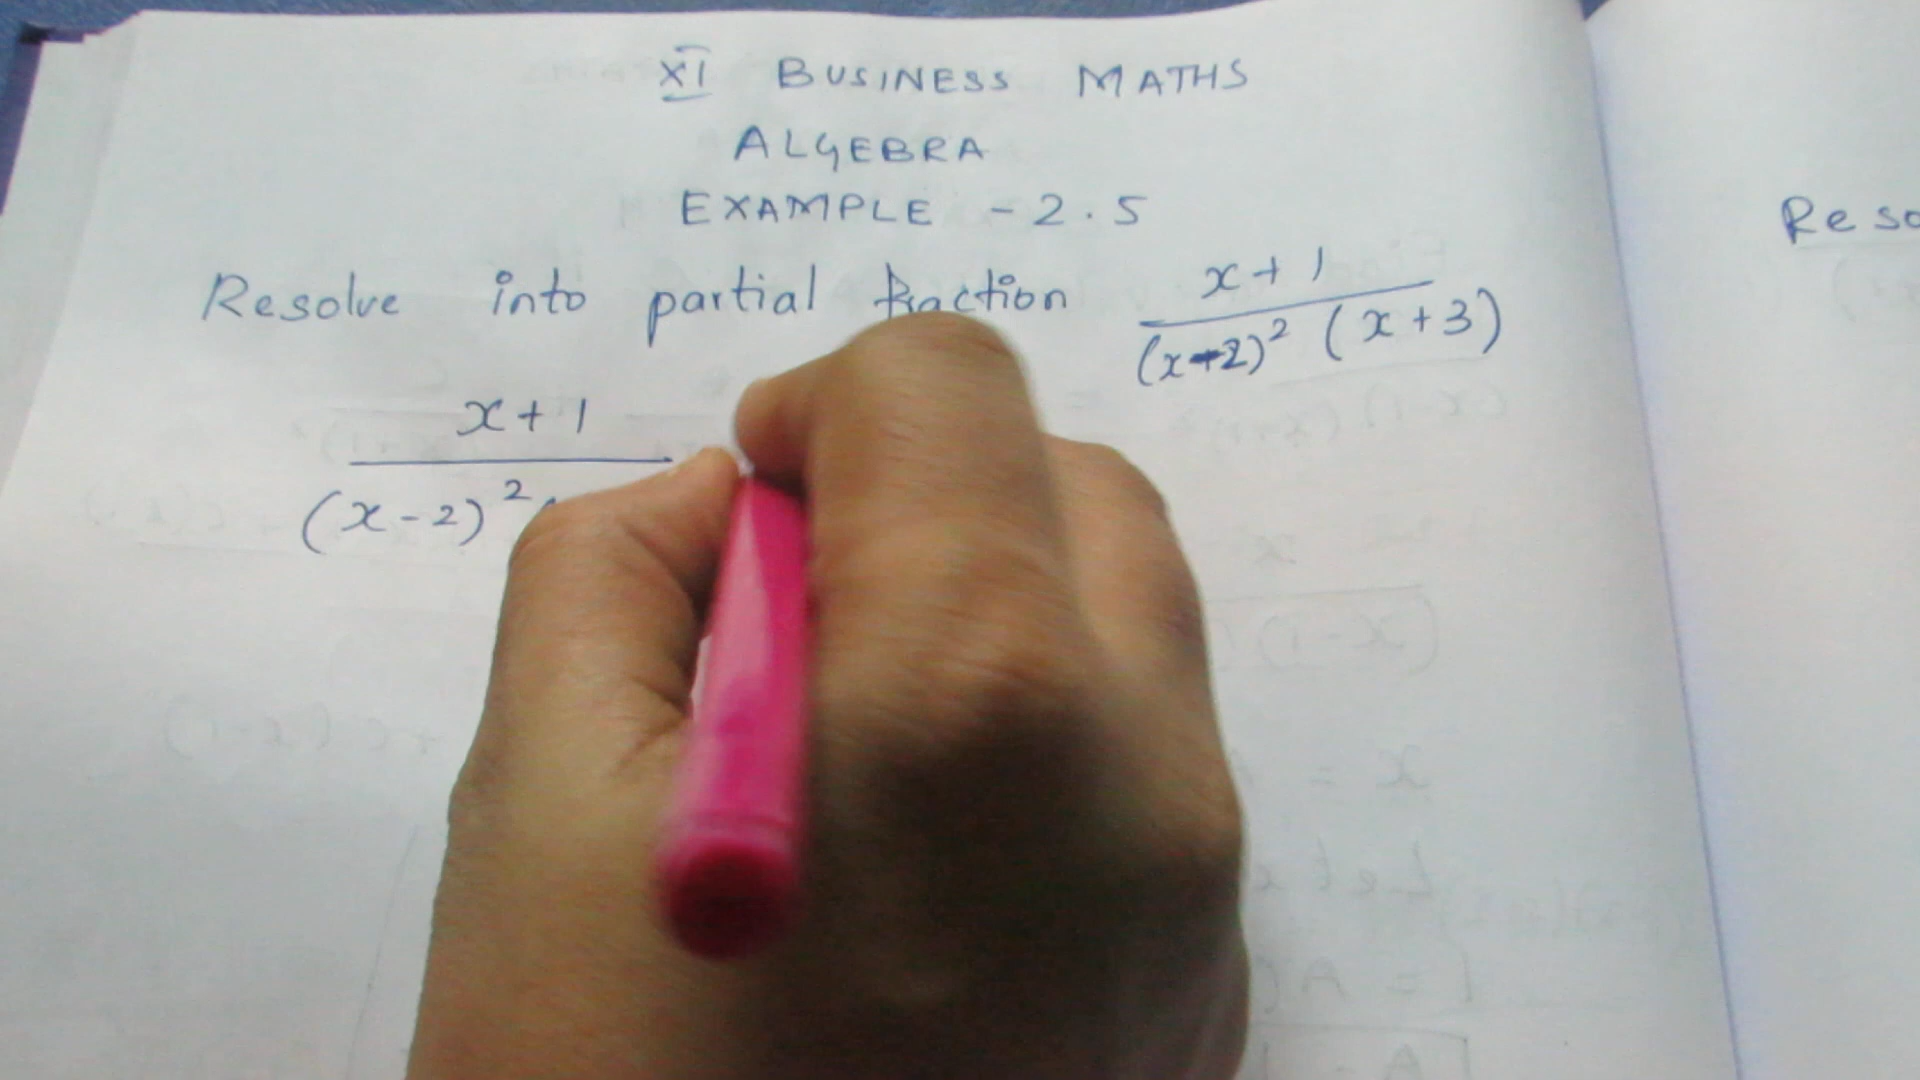 XI BUSINESS MATHS
ALGEBRA
EXAMPLE - 2.5
Resolve into partial fraction x+1 / (x-2)² (x+3)
x+1 / (x-2)²
Reso